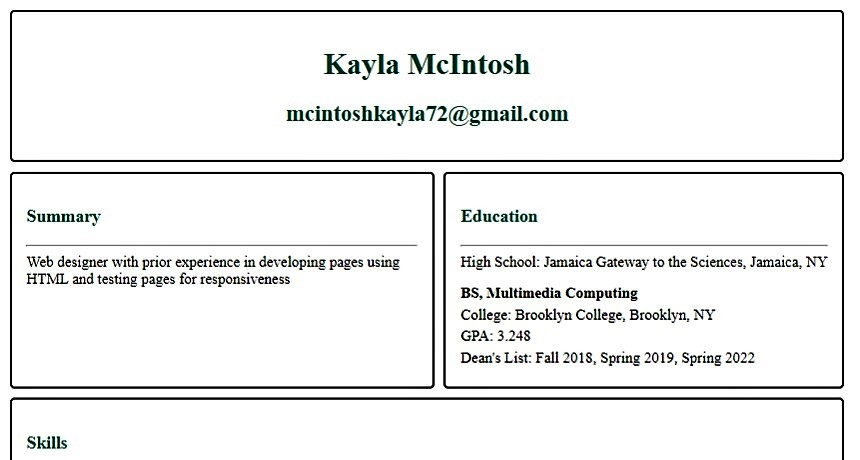 Kayla McIntosh
mcintoshkayla72@gmail.com
Summary
Web designer with prior experience in developing pages using
HTML and testing pages for responsiveness
Education
High School: Jamaica Gateway to the Sciences, Jamaica, NY
BS, Multimedia Computing
College: Brooklyn College, Brooklyn, NY
GPA: 3.248
Dean's List: Fall 2018, Spring 2019, Spring 2022
Skills